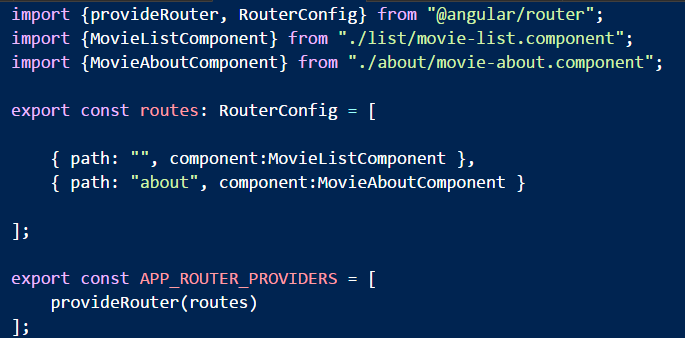 import {provideRouter, RouterConfig} from "@angular/router";
import {MovieListComponent} from "./list/movie-list.component";
import {MovieAboutComponent} from "./about/movie-about.component";
export const routes: RouterConfig = [
{ path: "", component:MovieListComponent },
{ path: "about", component:MovieAboutComponent }
];
export const APP_ROUTER_PROVIDERS = [
provideRouter(routes)
];